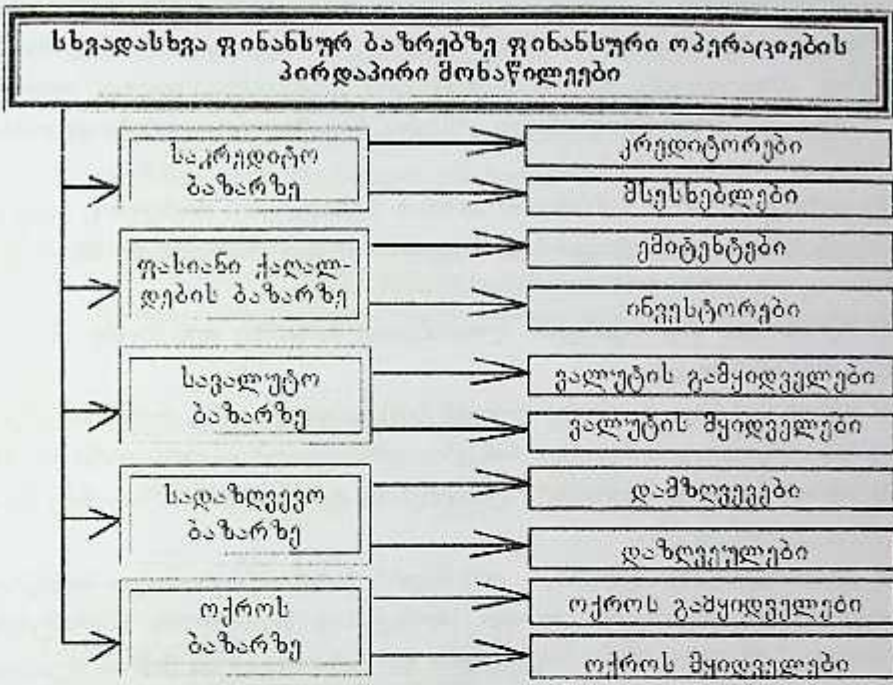 სხვადასხვა ფინანსურ ბაზრებზე ფინანსური ოპერაციების
პირდაპირი მონაწილეები
საკრედიტო
ბაზარზე
კრედიტორები
მსესხებლები
ფასიანი ქაღალ-
დების ბაზარზე
ემიტენტები
ინვესტორები
სავალუტო
ბაზარზე
ვალუტის გამყიდველები
ვალუტის მყიდველები
სადაზღვევო
ბაზარზე
დამზღვევები
დაზღვეულები
ოქროს
ბაზარზე
ოქროს გამყიდველები
ოქროს მყიდველები